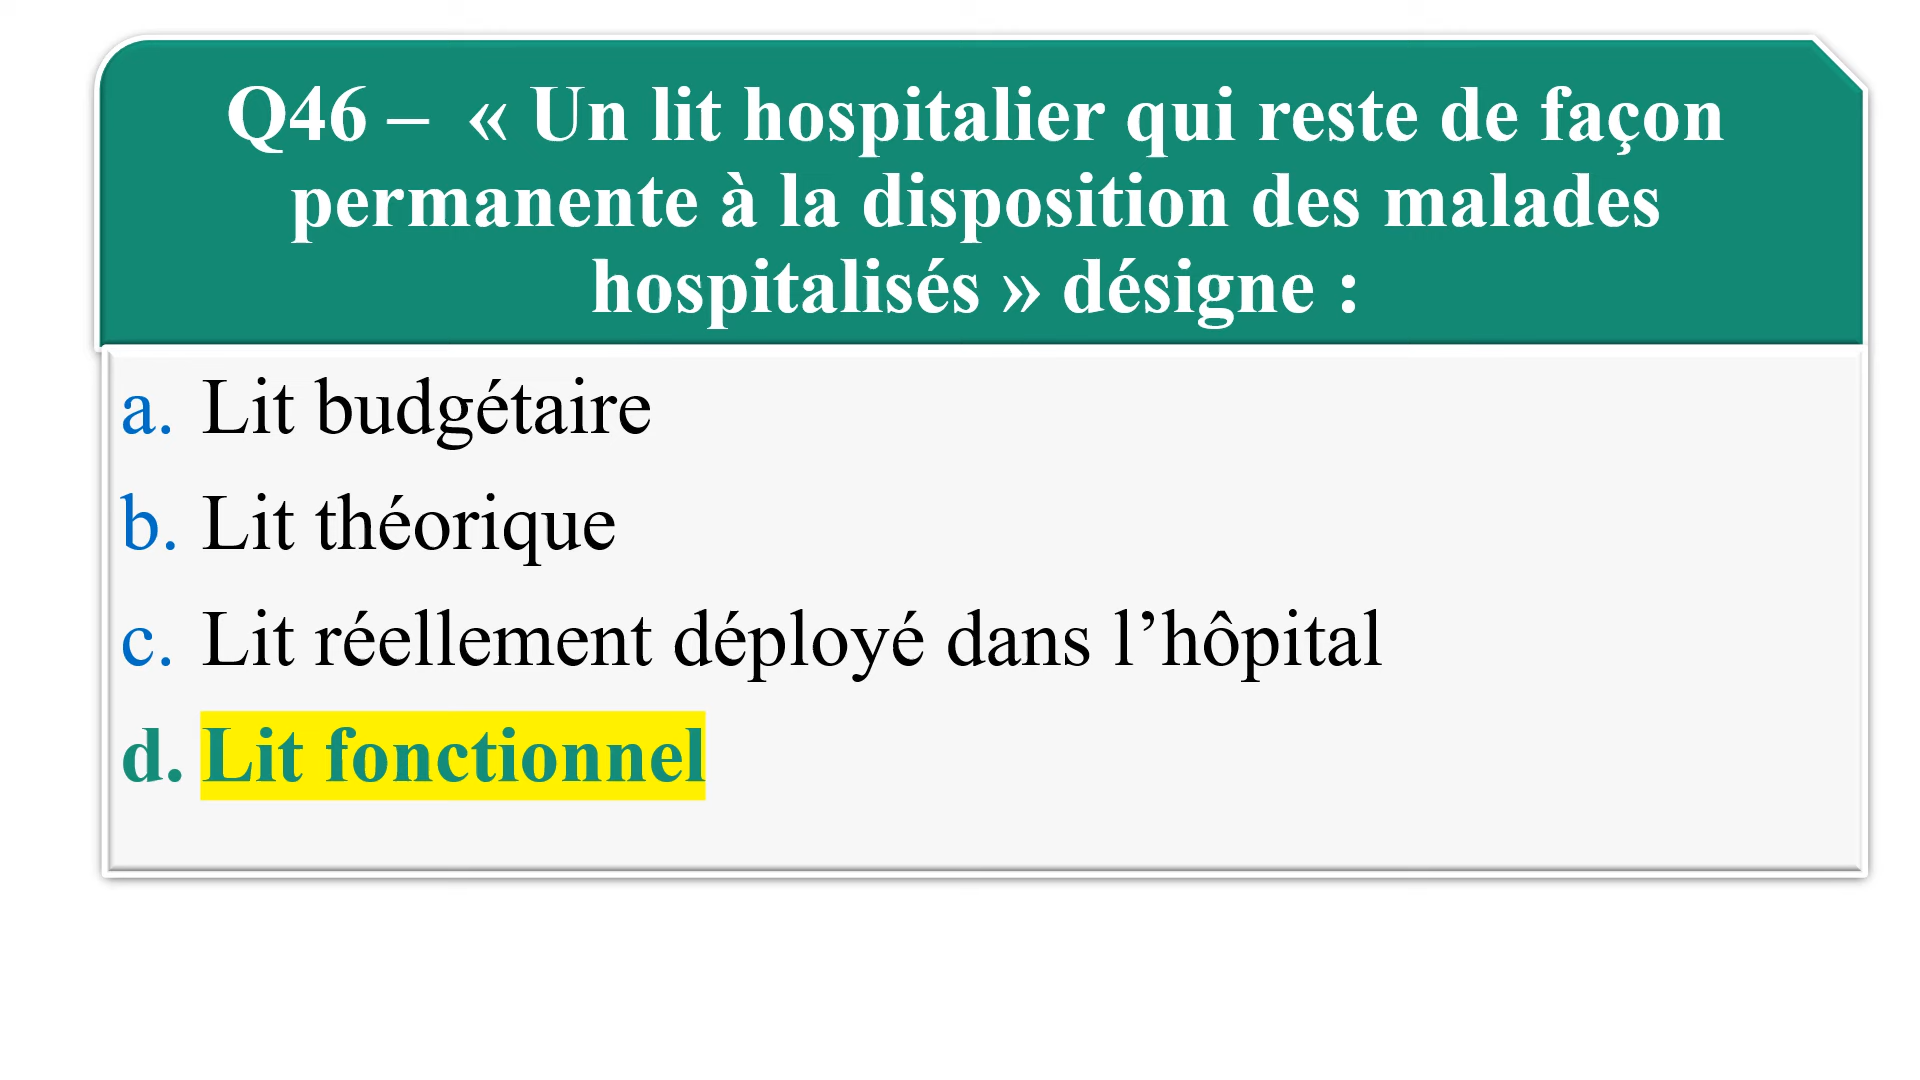 Q46 – « Un lit hospitalier qui reste de façon
permanente à la disposition des malades
hospitalisés » désigne :
a. Lit budgétaire
b. Lit théorique
c. Lit réellement déployé dans l’hôpital
d. Lit fonctionnel